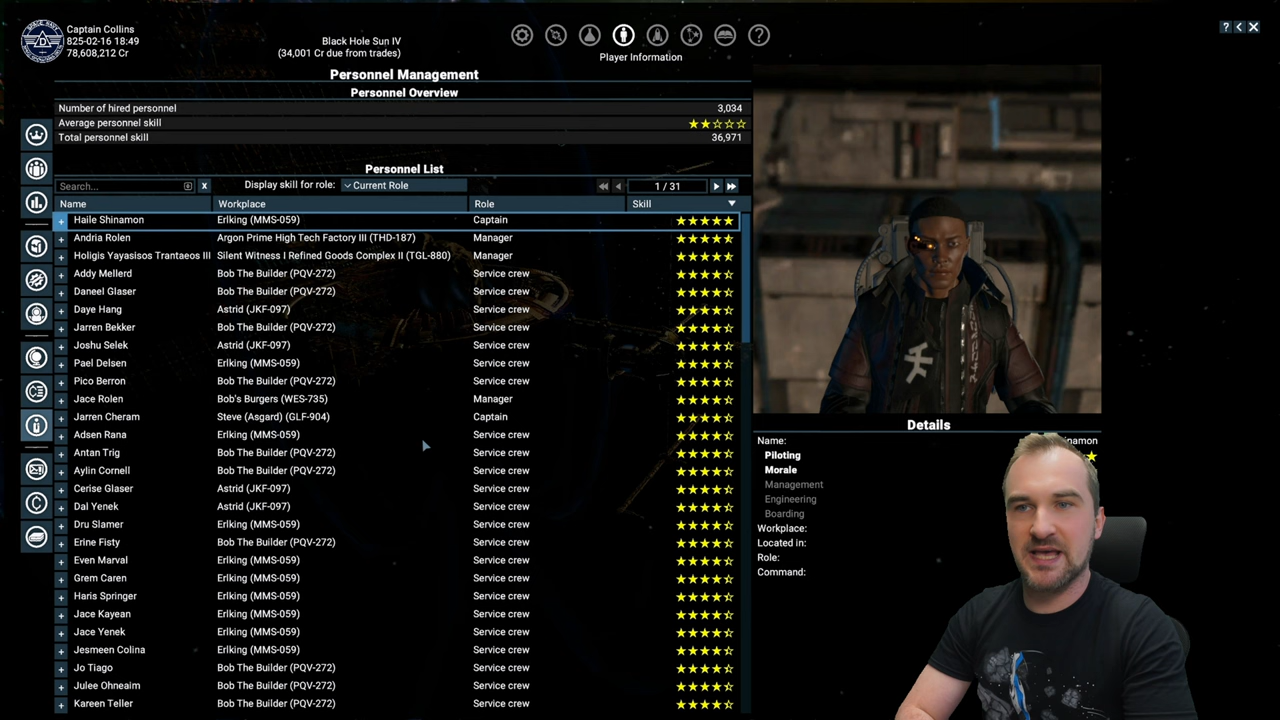 Captain Collins
825-02-16 18:49
78,608,212 Cr
Black Hole Sun IV
(34,001 Cr due from trades)
Player Information
? < X
Personnel Management
Personnel Overview
Number of hired personnel 3,034
Average personnel skill
Total personnel skill 36,971
Personnel List
Search... x Display skill for role: Current Role 1 / 31
Name Workplace Role Skill
+ Haile Shinamon Erlking (MMS-059) Captain
+ Andria Rolen Argon Prime High Tech Factory III (THD-187) Manager
+ Holigis Yayasisos Trantaeos III Silent Witness I Refined Goods Complex II (TGL-880) Manager
+ Addy Mellerd Bob The Builder (PQV-272) Service crew
+ Daneel Glaser Bob The Builder (PQV-272) Service crew
+ Daye Hang Astrid (JKF-097) Service crew
+ Jarren Bekker Bob The Builder (PQV-272) Service crew
+ Joshu Selek Astrid (JKF-097) Service crew
+ Pael Delsen Erlking (MMS-059) Service crew
+ Pico Berron Bob The Builder (PQV-272) Service crew
+ Jace Rolen Bob's Burgers (WES-735) Manager
+ Jarren Cheram Steve (Asgard) (GLF-904) Captain
+ Adsen Rana Erlking (MMS-059) Service crew
+ Antan Trig Bob The Builder (PQV-272) Service crew
+ Aylin Cornell Bob The Builder (PQV-272) Service crew
+ Cerise Glaser Astrid (JKF-097) Service crew
+ Dal Yenek Astrid (JKF-097) Service crew
+ Dru Slamer Erlking (MMS-059) Service crew
+ Erine Fisty Bob The Builder (PQV-272) Service crew
+ Even Marval Erlking (MMS-059) Service crew
+ Grem Caren Erlking (MMS-059) Service crew
+ Haris Springer Erlking (MMS-059) Service crew
+ Jace Kayean Erlking (MMS-059) Service crew
+ Jace Yenek Erlking (MMS-059) Service crew
+ Jesmeen Colina Erlking (MMS-059) Service crew
+ Jo Tiago Bob The Builder (PQV-272) Service crew
+ Julee Ohneaim Bob The Builder (PQV-272) Service crew
+ Kareen Teller Bob The Builder (PQV-272) Service crew
Details
Name:
Piloting
Morale
Management
Engineering
Boarding
Workplace:
Located in:
Role:
Command: